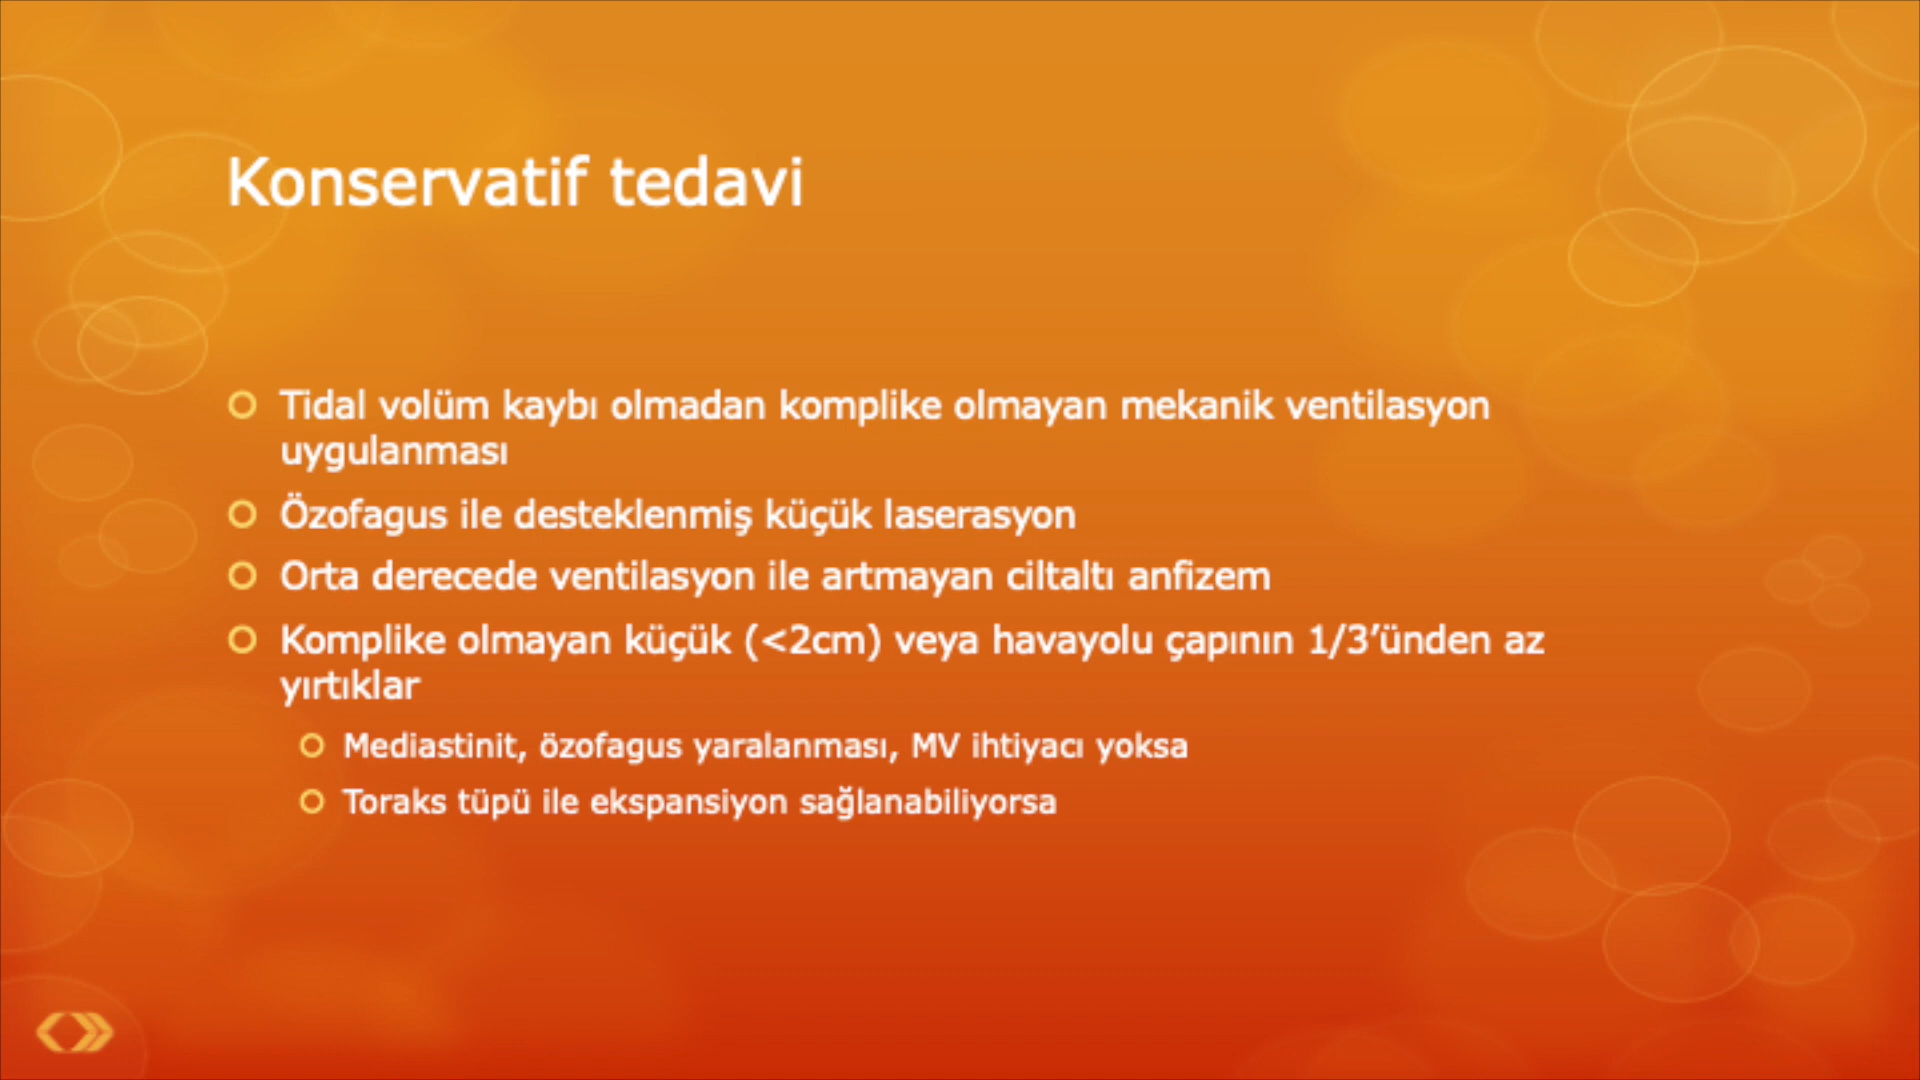 Konservatif tedavi
Tidal volüm kaybı olmadan komplike olmayan mekanik ventilasyon
uygulanması
Özofagus ile desteklenmiş küçük laserasyon
Orta derecede ventilasyon ile artmayan ciltaltı anfizem
Komplike olmayan küçük (<2cm) veya havayolu çapının 1/3’ünden az
yırtıklar
Mediastinit, özofagus yaralanması, MV ihtiyacı yoksa
Toraks tüpü ile ekspansiyon sağlanabiliyorsa